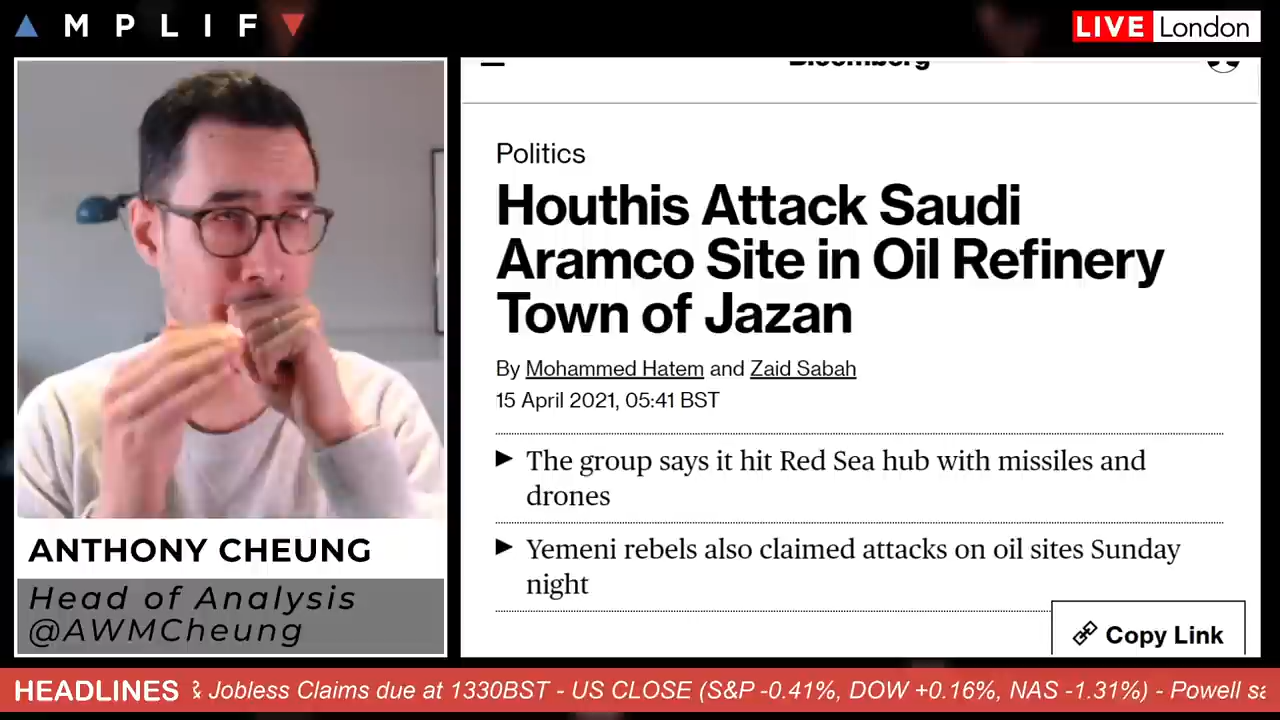 AMPLIFY
LIVE London
Bloomberg
Politics
Houthis Attack Saudi
Aramco Site in Oil Refinery
Town of Jazan
By Mohammed Hatem and Zaid Sabah
15 April 2021, 05:41 BST
The group says it hit Red Sea hub with missiles and
drones
Yemeni rebels also claimed attacks on oil sites Sunday
night
Copy Link
ANTHONY CHEUNG
Head of Analysis
@AWMCheung
HEADLINES & Jobless Claims due at 1330BST - US CLOSE (S&P -0.41%, DOW +0.16%, NAS -1.31%) - Powell